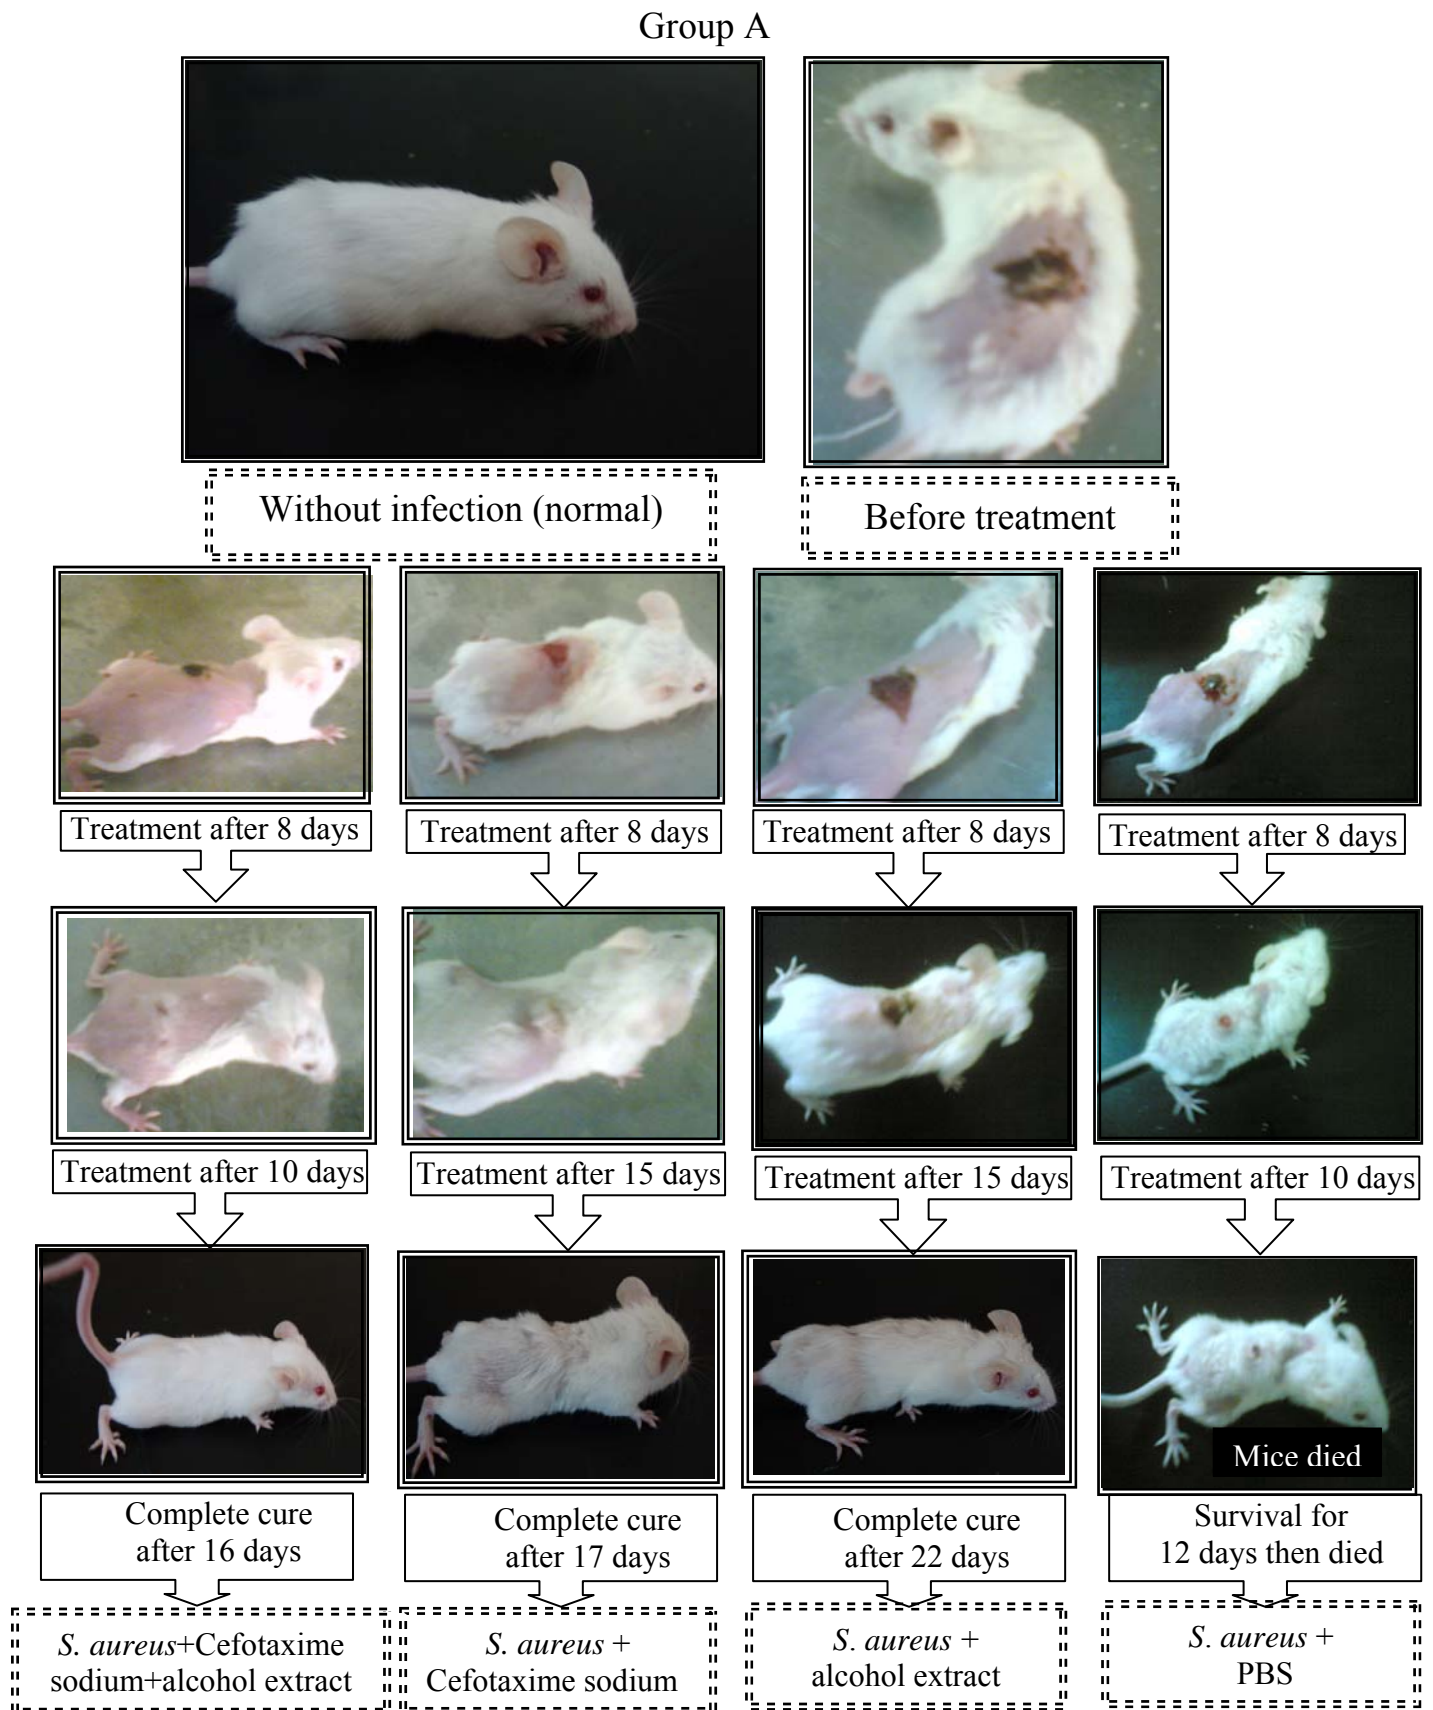 Group A
Without infection (normal)
Before treatment
Treatment after 8 days
Treatment after 8 days
Treatment after 8 days
Treatment after 8 days
Treatment after 10 days
Treatment after 15 days
Treatment after 15 days
Treatment after 10 days
Mice died
Complete cure
after 16 days
Complete cure
after 17 days
Complete cure
after 22 days
Survival for
12 days then died
S. aureus+Cefotaxime
sodium+alcohol extract
S. aureus +
Cefotaxime sodium
S. aureus +
alcohol extract
S. aureus +
PBS